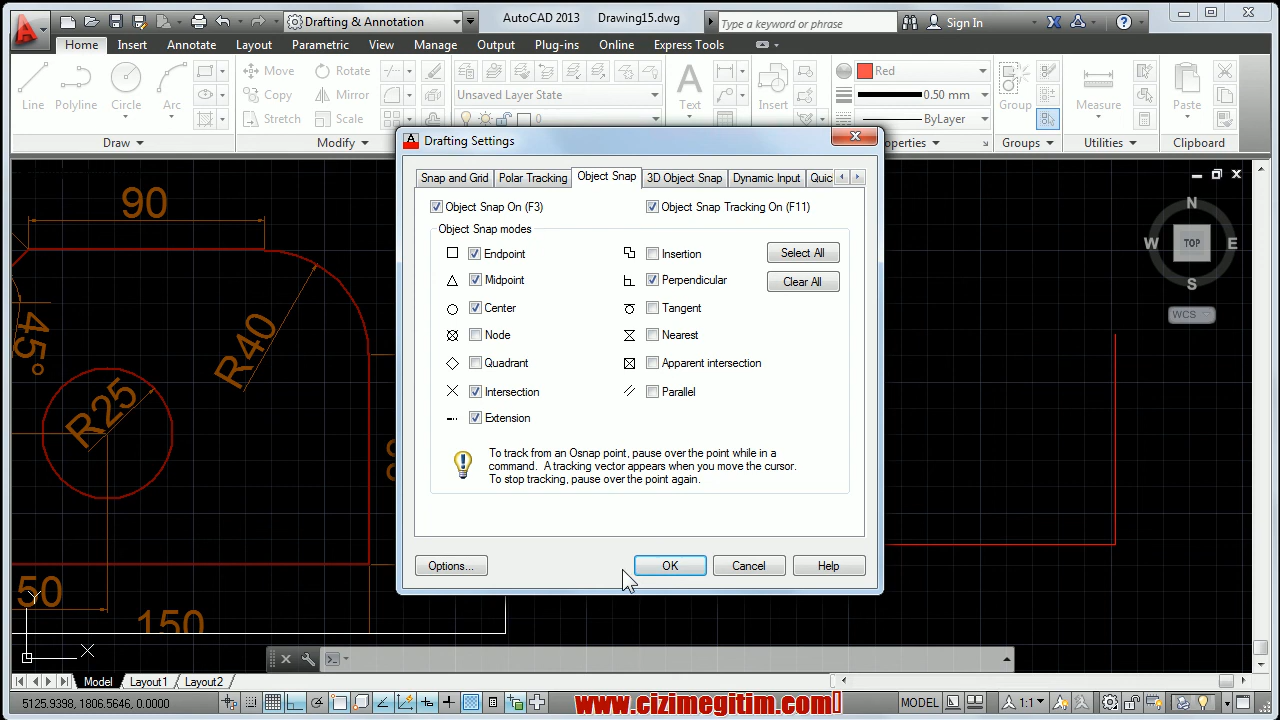 Drafting & Annotation
AutoCAD 2013 Drawing15.dwg
Type a keyword or phrase
Sign In
Home Insert Annotate Layout Parametric View Manage Output Plug-ins Online Express Tools
Line Polyline Circle Arc
Move Rotate
Copy Mirror
Stretch Scale
Unsaved Layer State
0
Text
Insert
Red
0.50 mm
ByLayer
Group
Measure
Paste
Draw Modify
Groups Utilities Clipboard
Drafting Settings
Snap and Grid Polar Tracking Object Snap 3D Object Snap Dynamic Input Quic
Object Snap On (F3)
Object Snap Tracking On (F11)
Object Snap modes
Endpoint
Midpoint
Center
Node
Quadrant
Intersection
Extension
Insertion
Perpendicular
Tangent
Nearest
Apparent intersection
Parallel
Select All
Clear All
To track from an Osnap point, pause over the point while in a
command. A tracking vector appears when you move the cursor.
To stop tracking, pause over the point again.
Options...
OK
Cancel
Help
90
R40
45°
R25
50
150
Y
X
N
W TOP E
S
WCS
Model Layout1 Layout2
51250398, 1806.5640, 0.0000
www.cizimegitim.com
MODEL
1:1